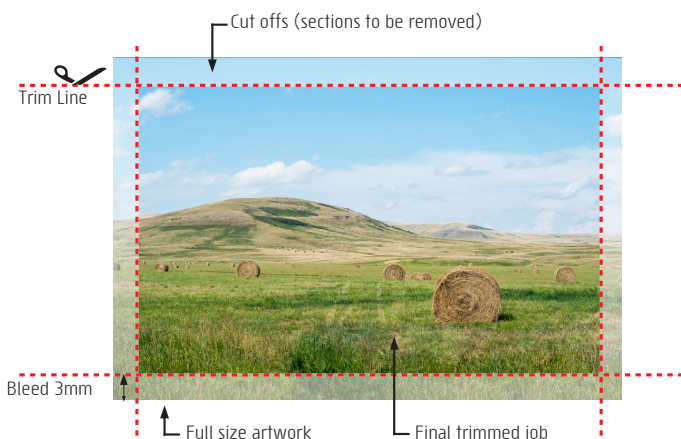 Cut offs (sections to be removed)
Trim Line
Bleed 3mm
Full size artwork
Final trimmed job